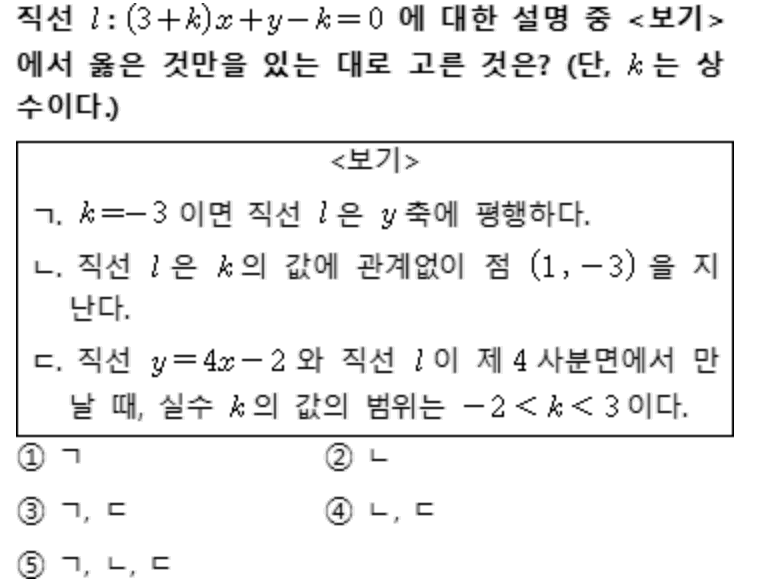 직선 l : (3+k)x+y−k=0 에 대한 설명 중 <보기>
에서 옳은 것만을 있는 대로 고른 것은? (단, k는 상
수이다.)
<보기>
ㄱ. k=−3 이면 직선 l은 y축에 평행하다.
ㄴ. 직선 l은 k의 값에 관계없이 점 (1, −3)을 지
난다.
ㄷ. 직선 y=4x−2와 직선 l이 제 4 사분면에서 만
날 때, 실수 k의 값의 범위는 −2<k<3이다.
① ㄱ ② ㄴ
③ ㄱ, ㄷ ④ ㄴ, ㄷ
⑤ ㄱ, ㄴ, ㄷ